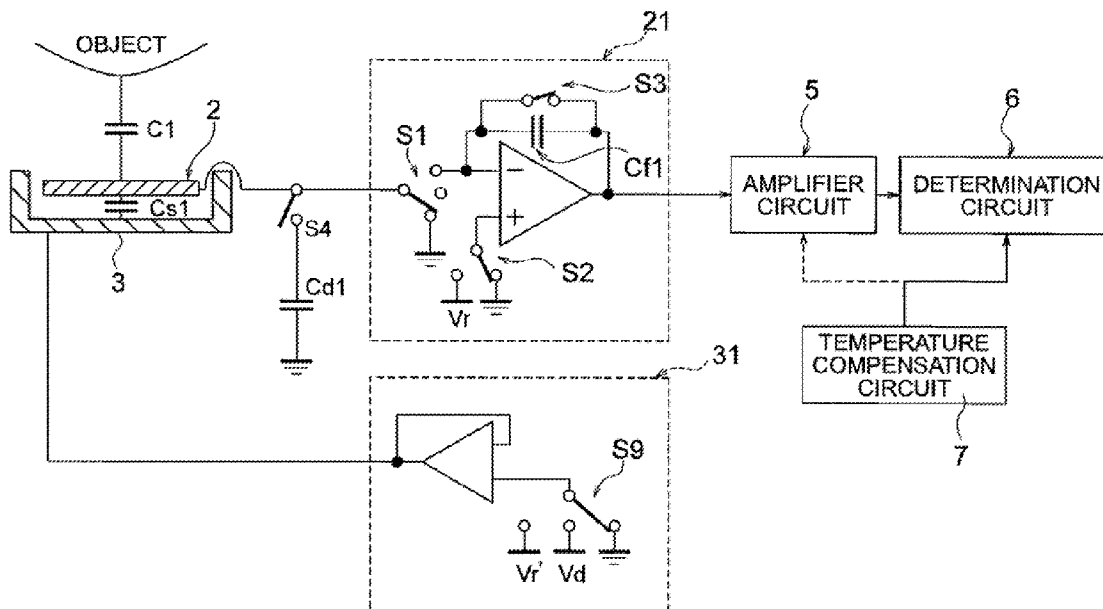 OBJECT
C1
2
Cs1
3
S4
Cd1
21
S3
S1
Cf1
−
+
S2
Vr
5
AMPLIFIER
CIRCUIT
6
DETERMINATION
CIRCUIT
TEMPERATURE
COMPENSATION
CIRCUIT
7
31
S9
Vr'
Vd